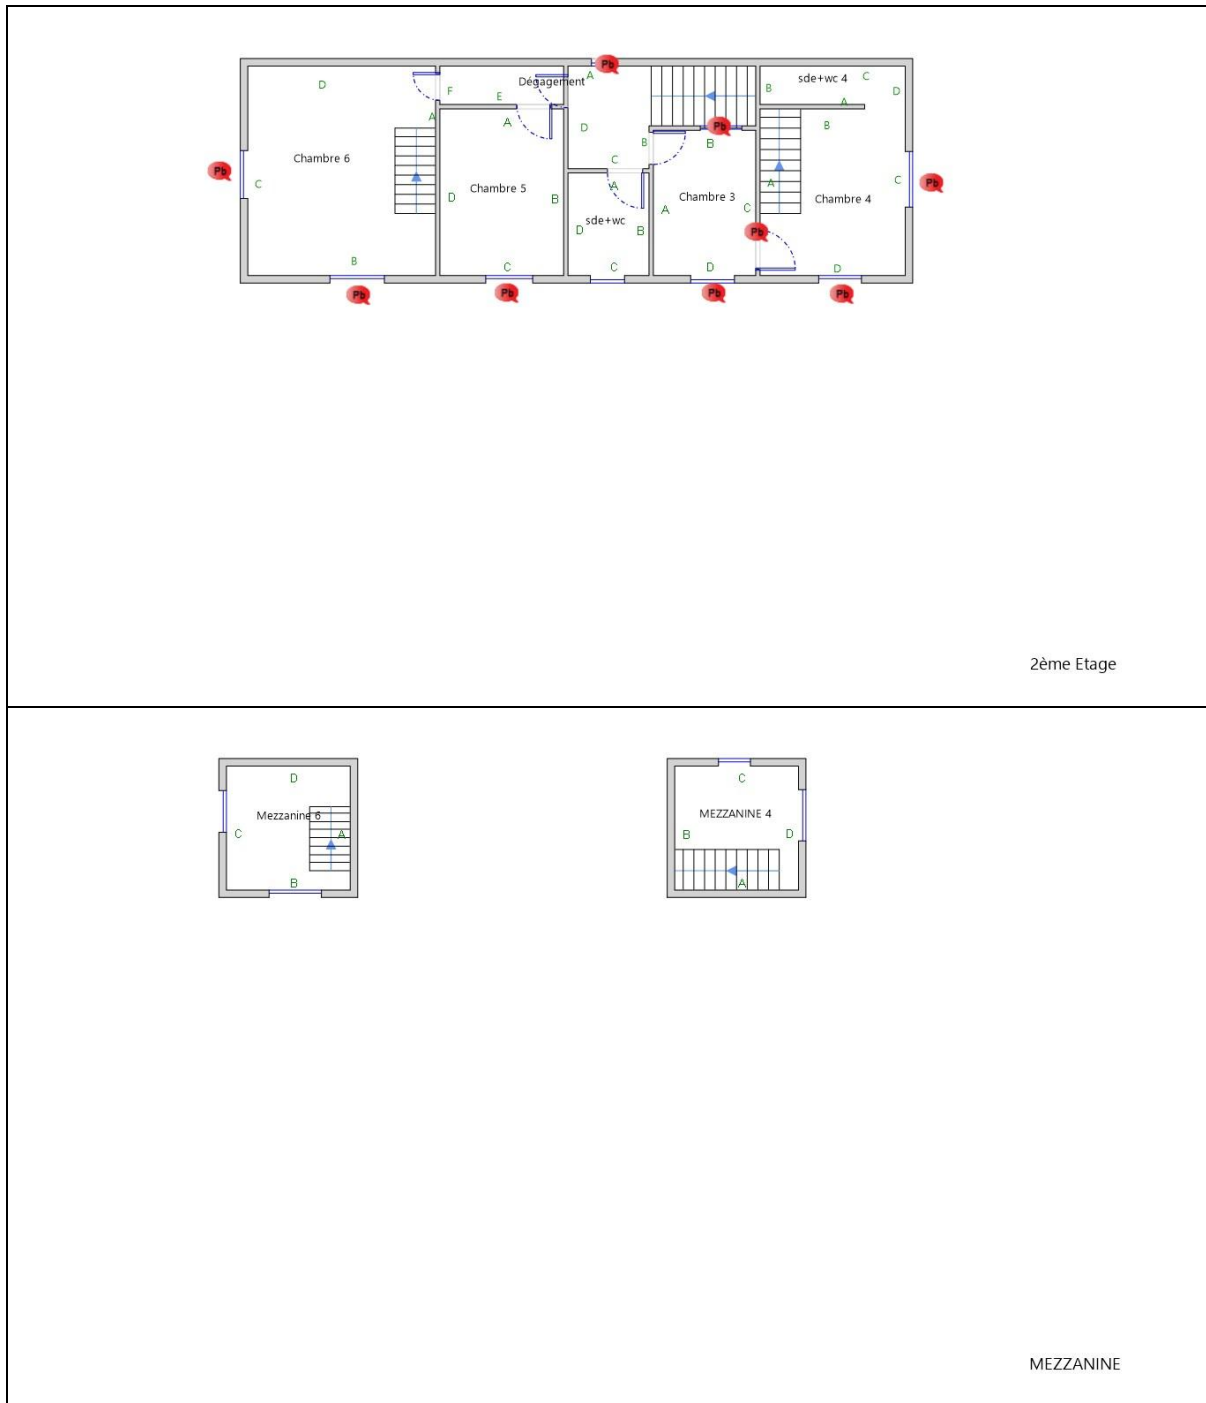 Pb
D
Dégagement
A
sde+wc 4
C
F
E
B
D
A
A
A
D
B
B
B
Chambre 6
C
Pb
Pb
C
A
Chambre 5
A
A
C
Pb
D
B
Chambre 3
Chambre 4
sde+wc
A
C
D
B
Pb
B
C
C
D
D
Pb
Pb
Pb
Pb
2ème Etage
D
C
Mezzanine 6
MEZZANINE 4
C
A
B
D
B
A
MEZZANINE